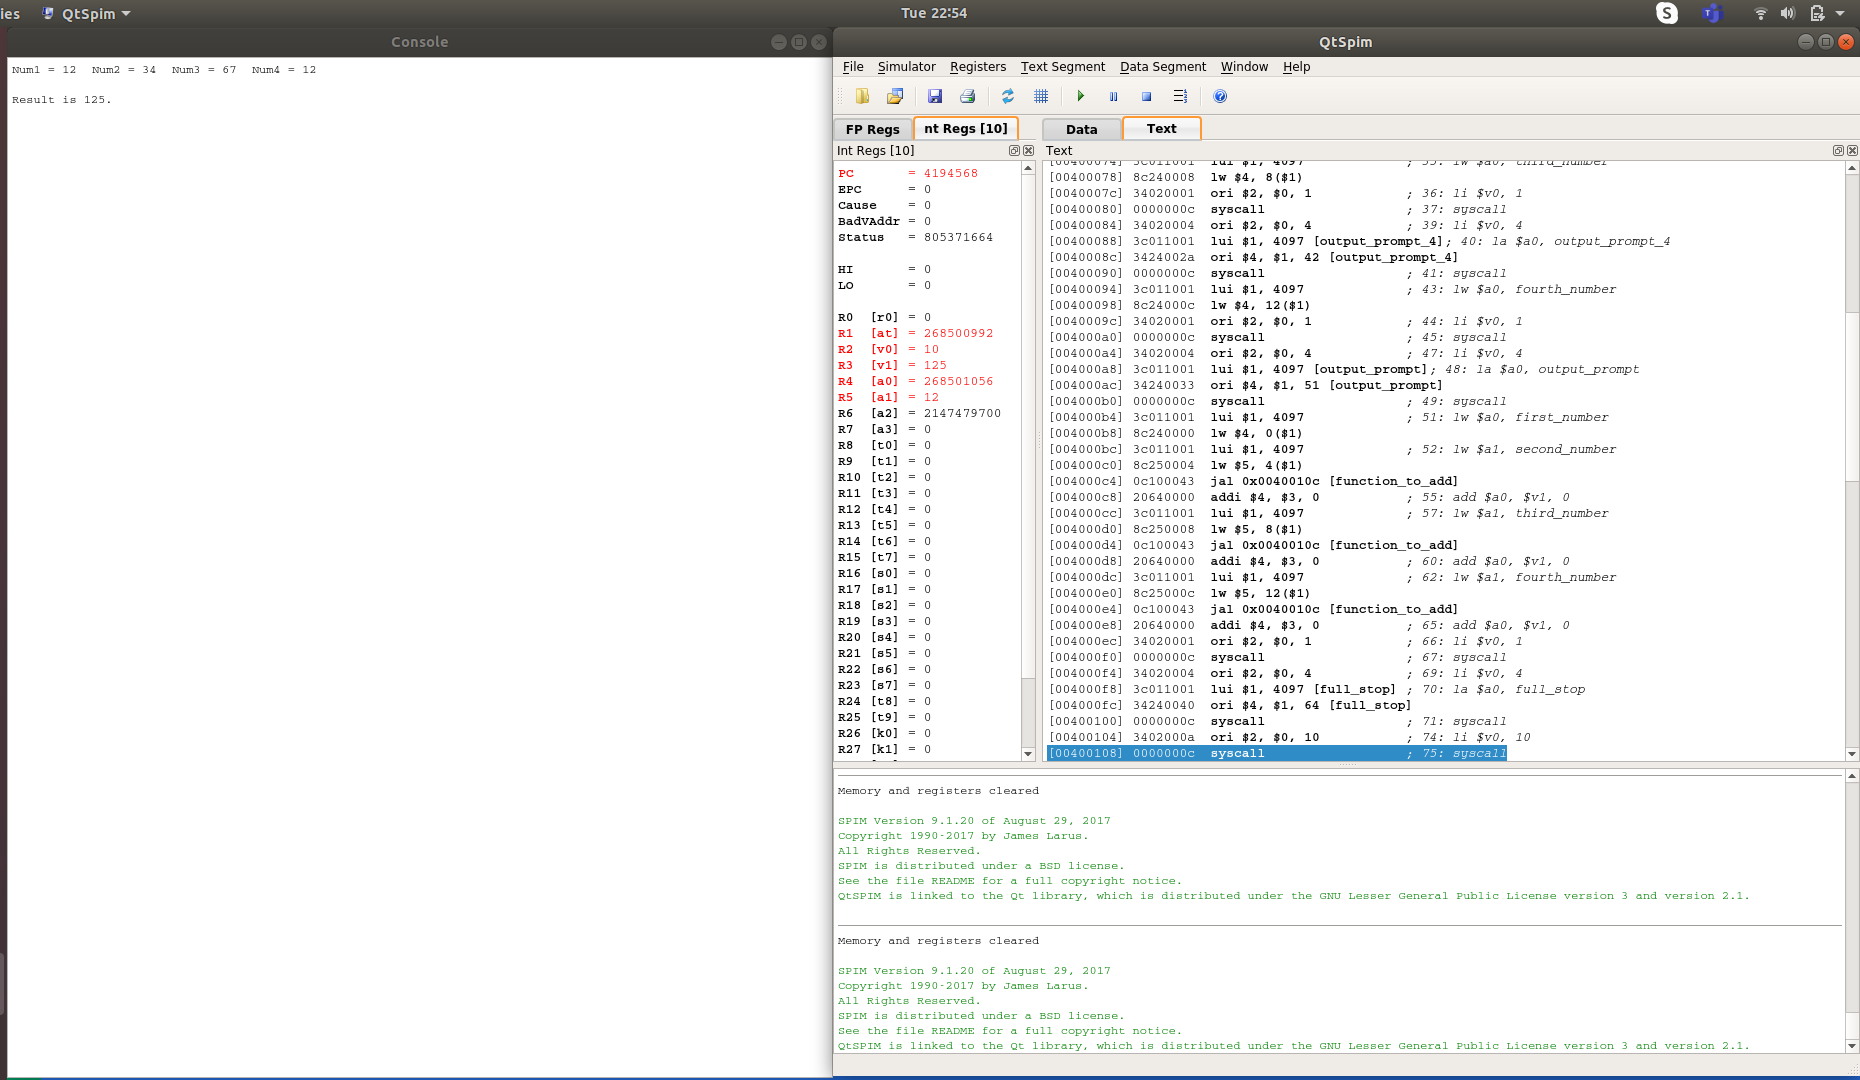 ies QtSpim Tue 22:54
Console
Num1 = 12 Num2 = 34 Num3 = 67 Num4 = 12
Result is 125.
QtSpim
File Simulator Registers Text Segment Data Segment Window Help
FP Regs nt Regs [10]
Int Regs [10]
PC = 4194568
EPC = 0
Cause = 0
BadVAddr = 0
Status = 805371664
HI = 0
LO = 0
R0 [r0] = 0
R1 [at] = 268500992
R2 [v0] = 10
R3 [v1] = 125
R4 [a0] = 268501056
R5 [a1] = 12
R6 [a2] = 2147479700
R7 [a3] = 0
R8 [t0] = 0
R9 [t1] = 0
R10 [t2] = 0
R11 [t3] = 0
R12 [t4] = 0
R13 [t5] = 0
R14 [t6] = 0
R15 [t7] = 0
R16 [s0] = 0
R17 [s1] = 0
R18 [s2] = 0
R19 [s3] = 0
R20 [s4] = 0
R21 [s5] = 0
R22 [s6] = 0
R23 [s7] = 0
R24 [t8] = 0
R25 [t9] = 0
R26 [k0] = 0
R27 [k1] = 0
Data Text
Text
[00400074] 3c011001 lui $1, 4097 ; 35: lw $a0, third_number
[00400078] 8c240008 lw $4, 8($1)
[0040007c] 34020001 ori $2, $0, 1 ; 36: li $v0, 1
[00400080] 0000000c syscall ; 37: syscall
[00400084] 34020004 ori $2, $0, 4 ; 39: li $v0, 4
[00400088] 3c011001 lui $1, 4097 [output_prompt_4]; 40: la $a0, output_prompt_4
[0040008c] 3424002a ori $4, $1, 42 [output_prompt_4]
[00400090] 0000000c syscall ; 41: syscall
[00400094] 3c011001 lui $1, 4097 ; 43: lw $a0, fourth_number
[00400098] 8c24000c lw $4, 12($1)
[0040009c] 34020001 ori $2, $0, 1 ; 44: li $v0, 1
[004000a0] 0000000c syscall ; 45: syscall
[004000a4] 34020004 ori $2, $0, 4 ; 47: li $v0, 4
[004000a8] 3c011001 lui $1, 4097 [output_prompt]; 48: la $a0, output_prompt
[004000ac] 34240033 ori $4, $1, 51 [output_prompt]
[004000b0] 0000000c syscall ; 49: syscall
[004000b4] 3c011001 lui $1, 4097 ; 51: lw $a0, first_number
[004000b8] 8c240000 lw $4, 0($1)
[004000bc] 3c011001 lui $1, 4097 ; 52: lw $a1, second_number
[004000c0] 8c250004 lw $5, 4($1)
[004000c4] 0c100043 jal 0x0040010c [function_to_add]
[004000c8] 20640000 addi $4, $3, 0 ; 55: add $a0, $v1, 0
[004000cc] 3c011001 lui $1, 4097 ; 57: lw $a1, third_number
[004000d0] 8c250008 lw $5, 8($1)
[004000d4] 0c100043 jal 0x0040010c [function_to_add]
[004000d8] 20640000 addi $4, $3, 0 ; 60: add $a0, $v1, 0
[004000dc] 3c011001 lui $1, 4097 ; 62: lw $a1, fourth_number
[004000e0] 8c25000c lw $5, 12($1)
[004000e4] 0c100043 jal 0x0040010c [function_to_add]
[004000e8] 20640000 addi $4, $3, 0 ; 65: add $a0, $v1, 0
[004000ec] 34020001 ori $2, $0, 1 ; 66: li $v0, 1
[004000f0] 0000000c syscall ; 67: syscall
[004000f4] 34020004 ori $2, $0, 4 ; 69: li $v0, 4
[004000f8] 3c011001 lui $1, 4097 [full_stop] ; 70: la $a0, full_stop
[004000fc] 34240040 ori $4, $1, 64 [full_stop]
[00400100] 0000000c syscall ; 71: syscall
[00400104] 3402000a ori $2, $0, 10 ; 74: li $v0, 10
[00400108] 0000000c syscall ; 75: syscall
Memory and registers cleared
SPIM Version 9.1.20 of August 29, 2017
Copyright 1990-2017 by James Larus.
All Rights Reserved.
SPIM is distributed under a BSD license.
See the file README for a full copyright notice.
QtSPIM is linked to the Qt library, which is distributed under the GNU Lesser General Public License version 3 and version 2.1.
Memory and registers cleared
SPIM Version 9.1.20 of August 29, 2017
Copyright 1990-2017 by James Larus.
All Rights Reserved.
SPIM is distributed under a BSD license.
See the file README for a full copyright notice.
QtSPIM is linked to the Qt library, which is distributed under the GNU Lesser General Public License version 3 and version 2.1.